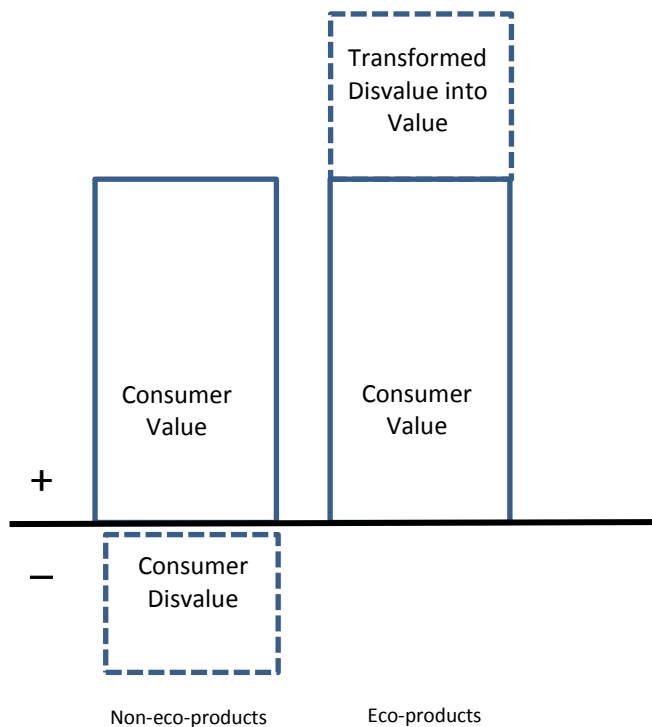 Transformed
Disvalue into
Value
Consumer
Value
Consumer
Value
+
–
Consumer
Disvalue
Non-eco-products
Eco-products